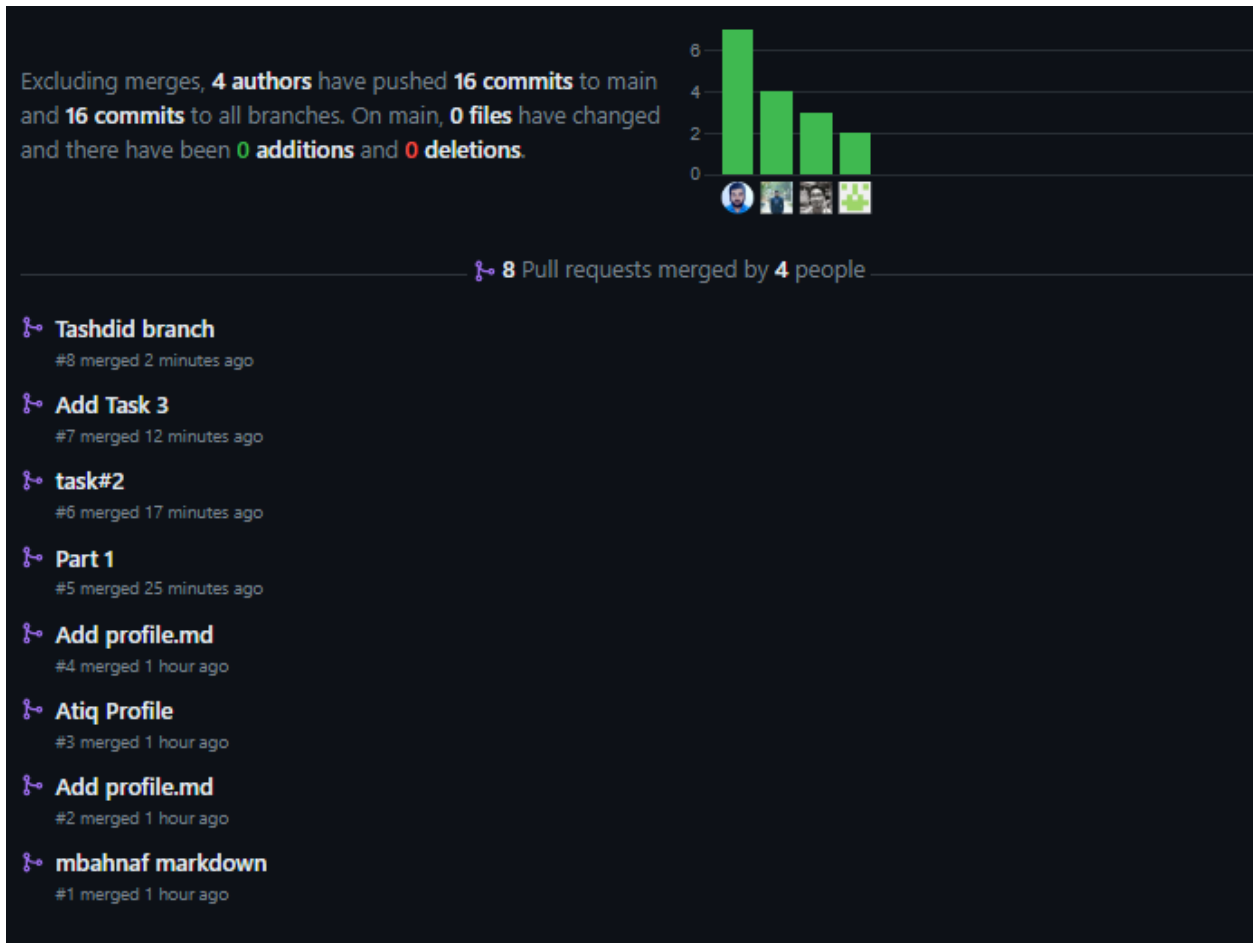 Excluding merges, 4 authors have pushed 16 commits to main
and 16 commits to all branches. On main, 0 files have changed
and there have been 0 additions and 0 deletions.
6
4
2
0
8 Pull requests merged by 4 people
Tashdid branch
#8 merged 2 minutes ago
Add Task 3
#7 merged 12 minutes ago
task#2
#6 merged 17 minutes ago
Part 1
#5 merged 25 minutes ago
Add profile.md
#4 merged 1 hour ago
Atiq Profile
#3 merged 1 hour ago
Add profile.md
#2 merged 1 hour ago
mbahnaf markdown
#1 merged 1 hour ago